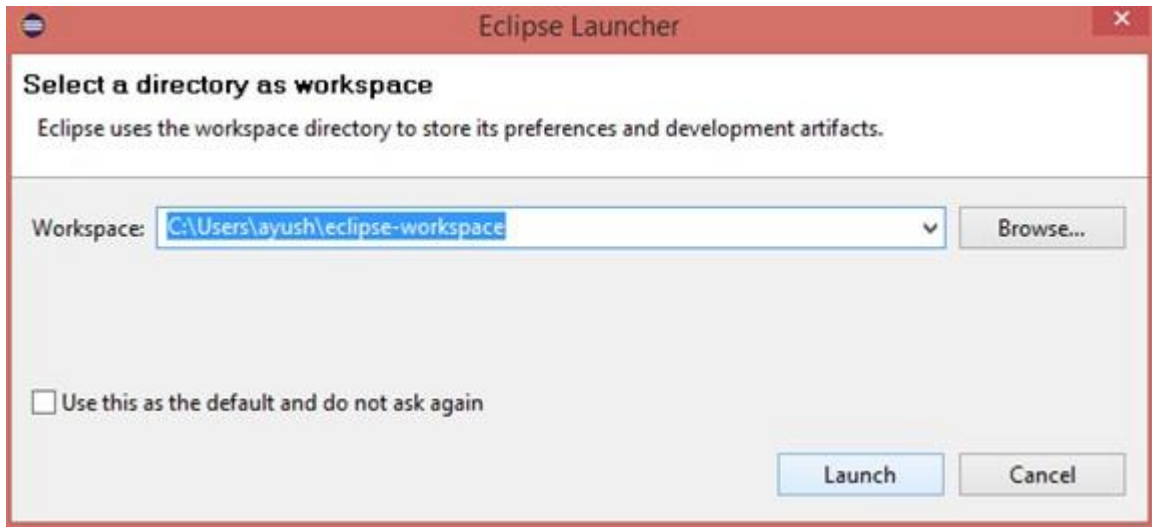 Eclipse Launcher
Select a directory as workspace
Eclipse uses the workspace directory to store its preferences and development artifacts.
Workspace: C:\Users\ayush\eclipse-workspace Browse...
Use this as the default and do not ask again
Launch Cancel